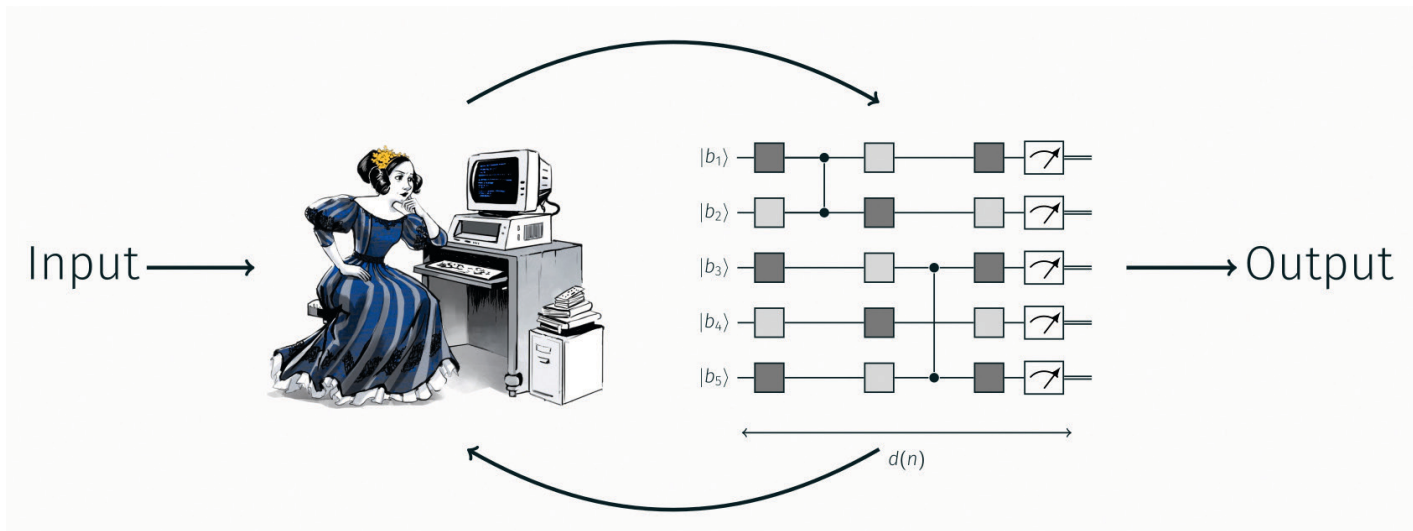 Input
|b₁⟩
|b₂⟩
|b₃⟩
|b₄⟩
|b₅⟩
d(n)
Output